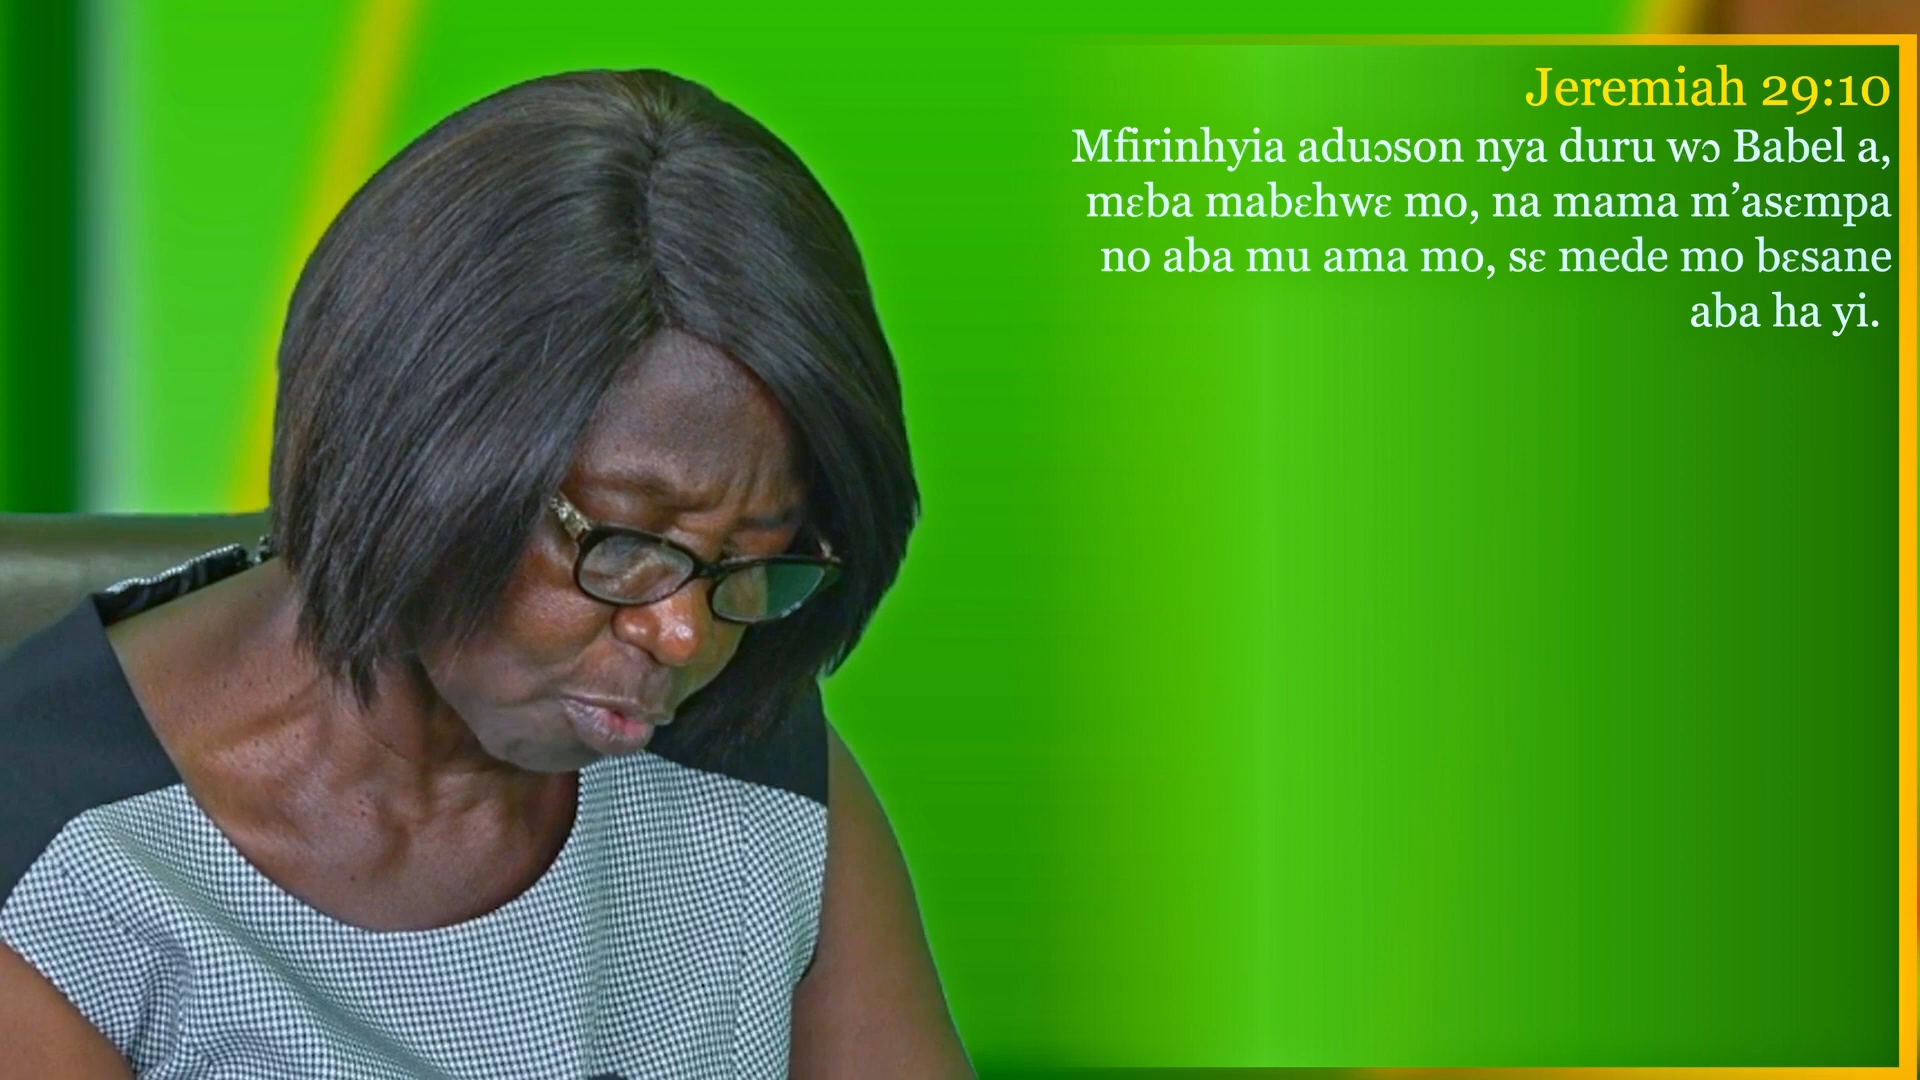 Jeremiah 29:10
Mfirinhyia aduɔson nya duru wɔ Babel a,
mɛba mabɛhwɛ mo, na mama m’asɛmpa
no aba mu ama mo, sɛ mede mo bɛsane
aba ha yi.